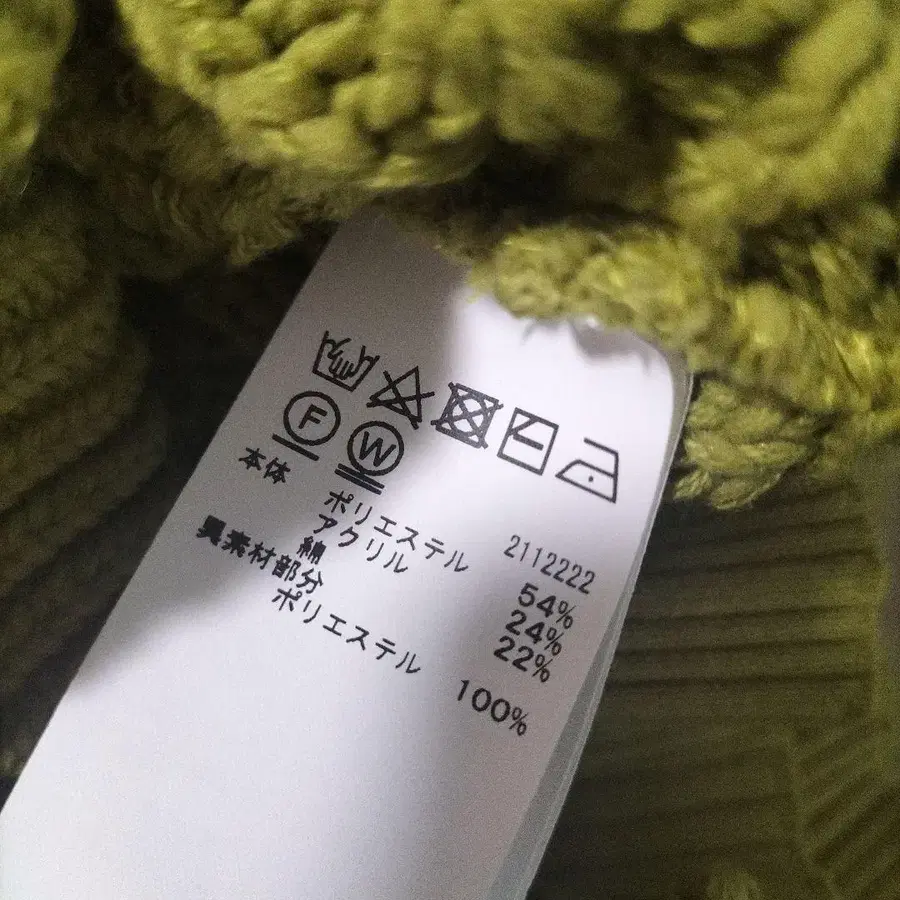 F
W
本体 2112222
ポリエステル 54%
アクリル 24%
綿 22%
異素材部分
ポリエステル 100%